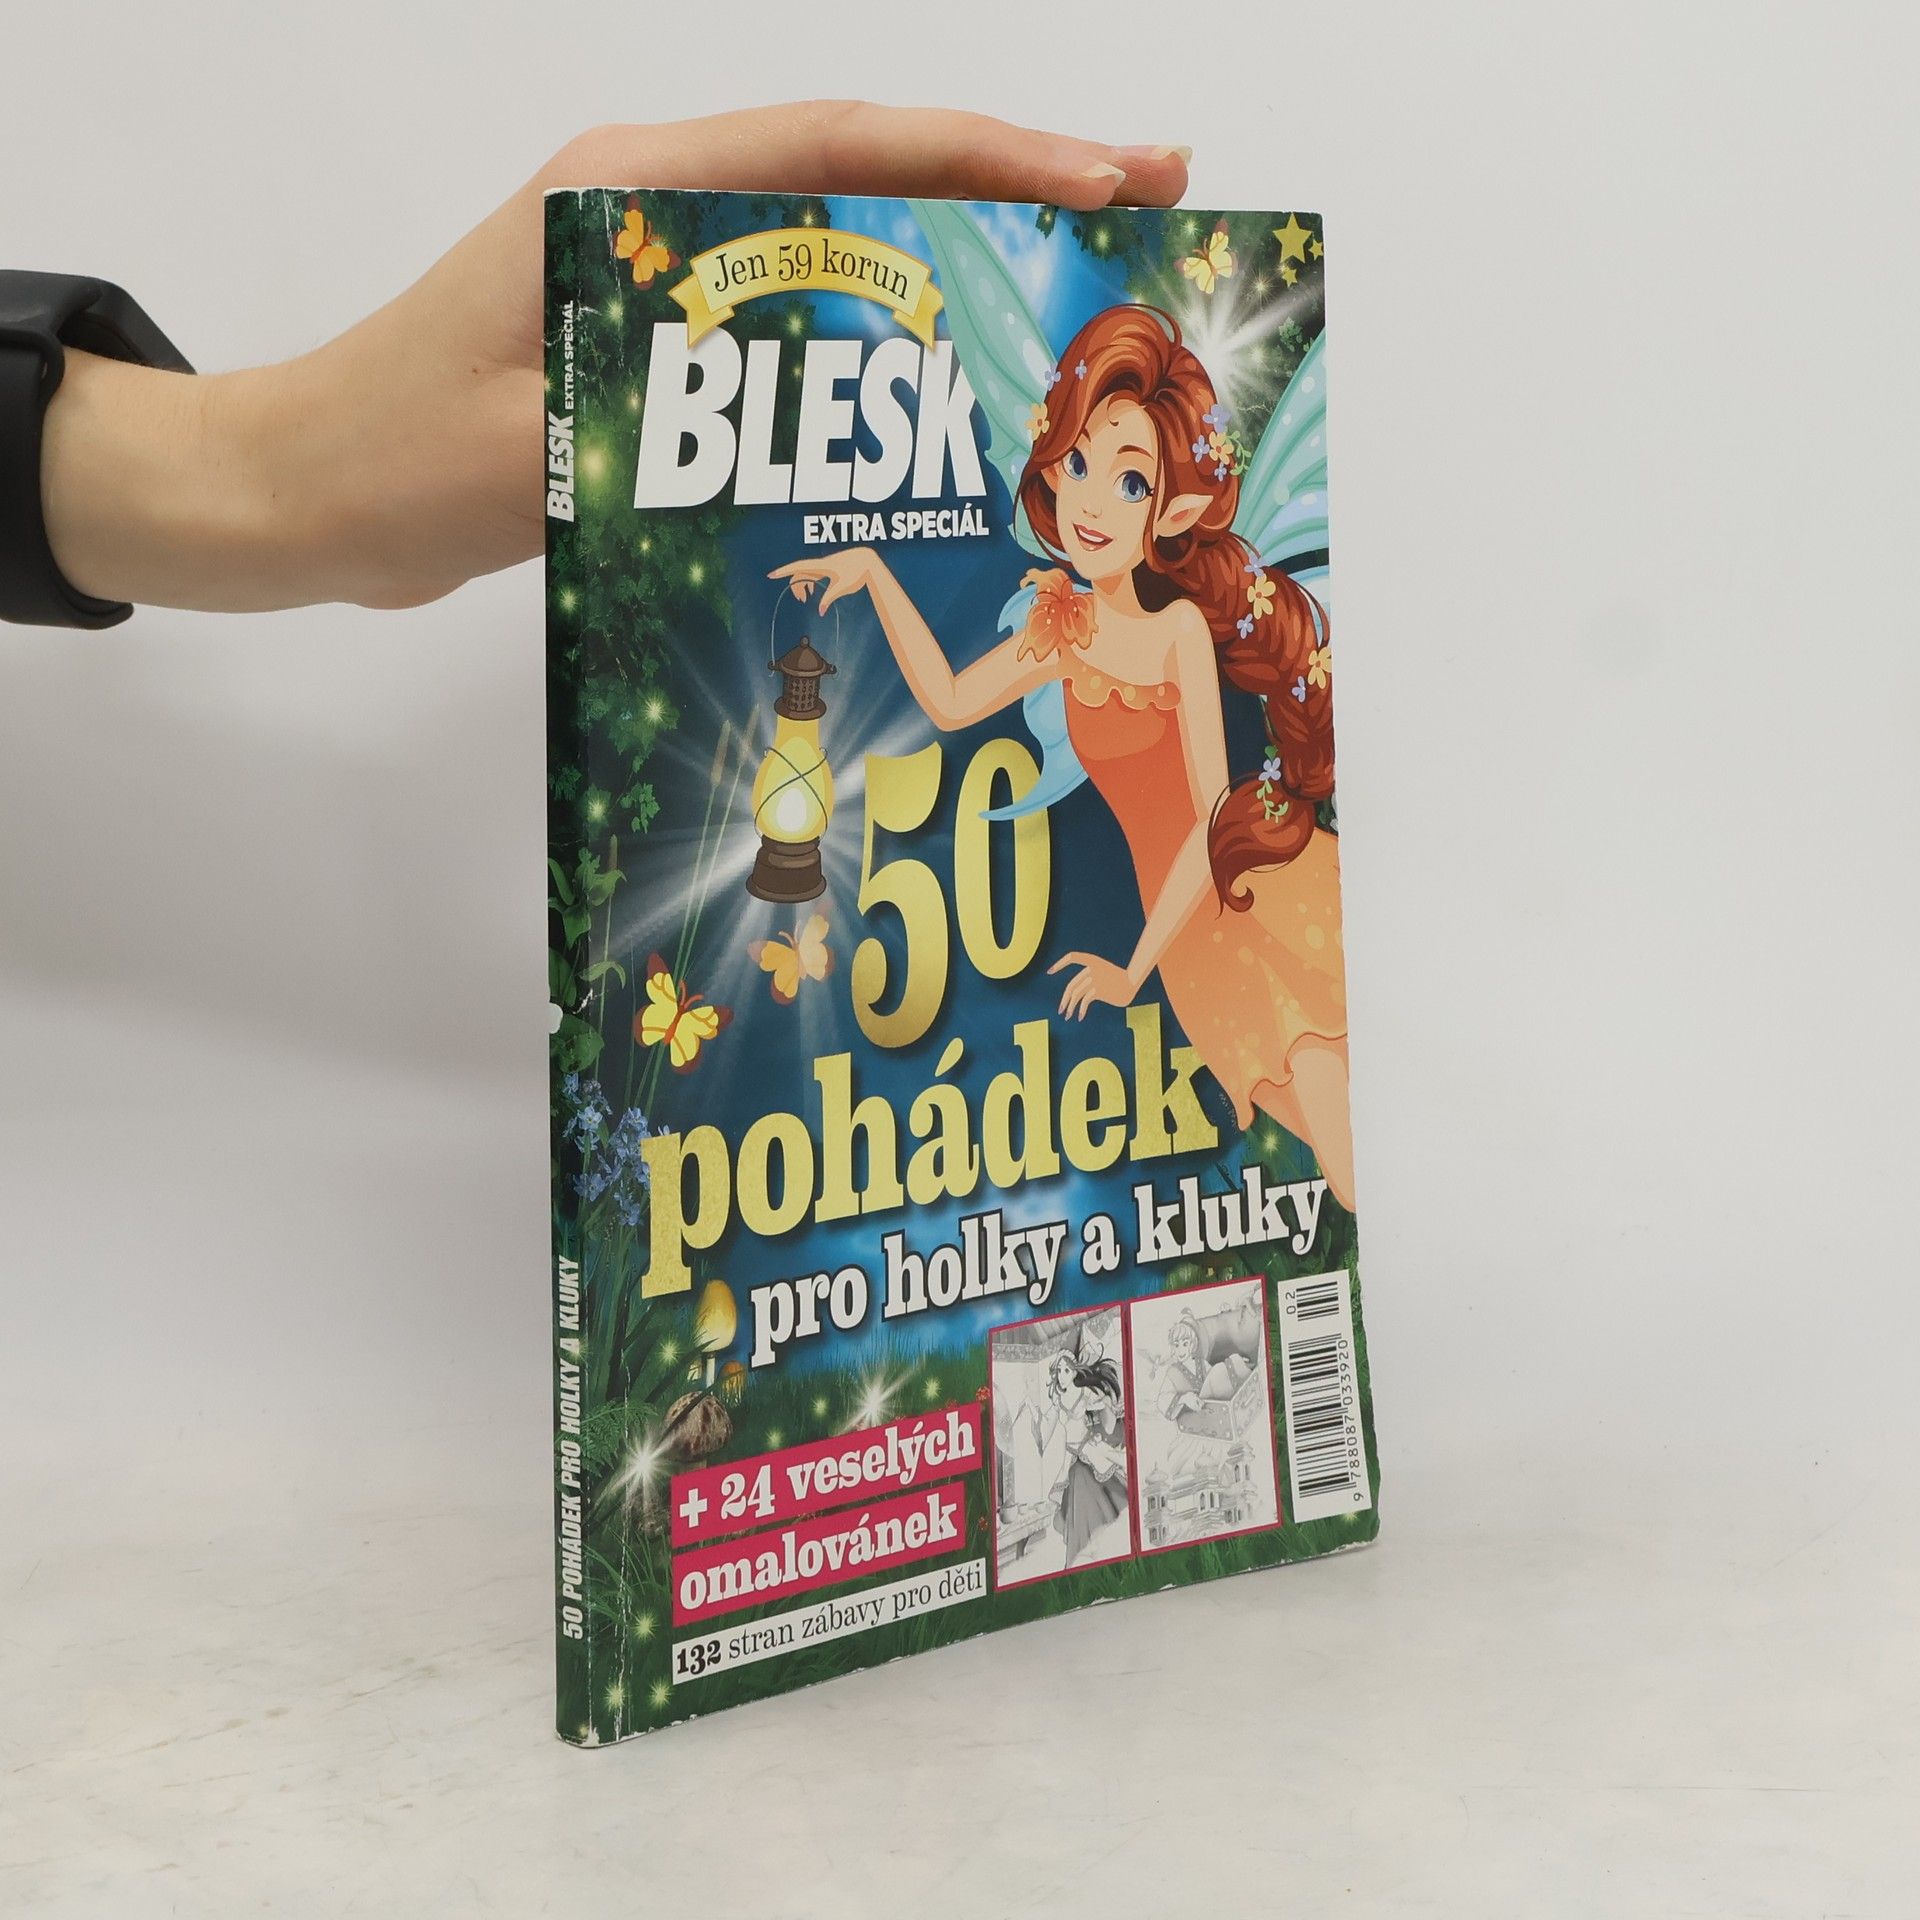 Jen 59 korun
BLESK
EXTRA SPECIÁL
50
pohádek
pro holky a kluky
+ 24 veselých
omalovánek
132 stran zábavy pro děti
02
9 788087 033920
BLESK EXTRA SPECIÁL
50 POHÁDEK PRO HOLKY A KLUKY